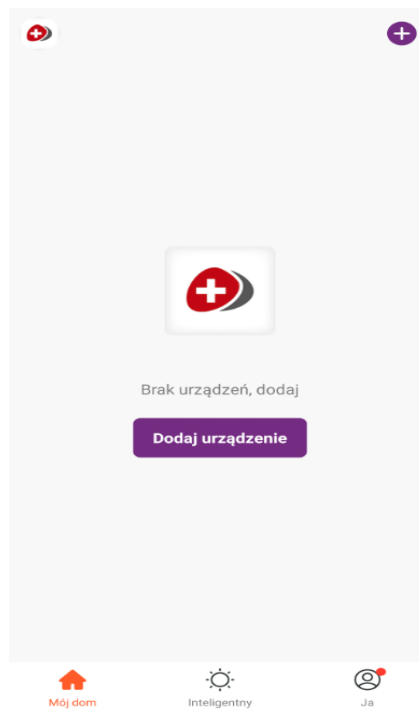 Brak urządzeń, dodaj
Dodaj urządzenie
Mój dom
Inteligentny
Ja